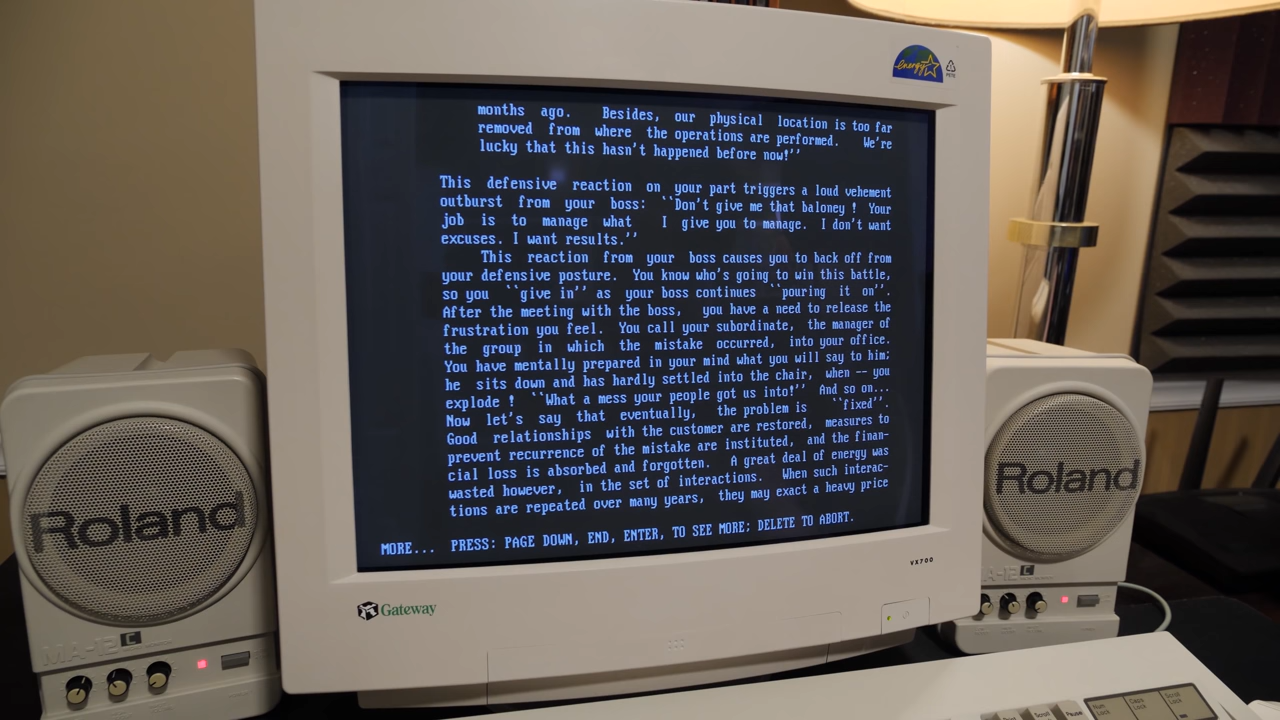 energy
PETE
months ago. Besides, our physical location is too far
removed from where the operations are performed. We're
lucky that this hasn't happened before now!''
This defensive reaction on your part triggers a loud vehement
outburst from your boss: ``Don't give me that baloney ! Your
job is to manage what I give you to manage. I don't want
excuses. I want results.''
This reaction from your boss causes you to back off from
your defensive posture. You know who's going to win this battle,
so you ``give in'' as your boss continues ``pouring it on''.
After the meeting with the boss, you have a need to release the
frustration you feel. You call your subordinate, the manager of
the group in which the mistake occurred, into your office.
You have mentally prepared in your mind what you will say to him;
he sits down and has hardly settled into the chair, when -- you
explode ! ``What a mess your people got us into!'' And so on...
Now let's say that eventually, the problem is ``fixed''.
Good relationships with the customer are restored, measures to
prevent recurrence of the mistake are instituted, and the finan-
cial loss is absorbed and forgotten. A great deal of energy was
wasted however, in the set of interactions. When such interac-
tions are repeated over many years, they may exact a heavy price
MORE... PRESS: PAGE DOWN, END, ENTER, TO SEE MORE; DELETE TO ABORT.
VX700
Gateway
Roland
MA-12 C
Roland
MA-12 C
Num Lock
Caps Lock
Scroll Lock
Scroll
Pause